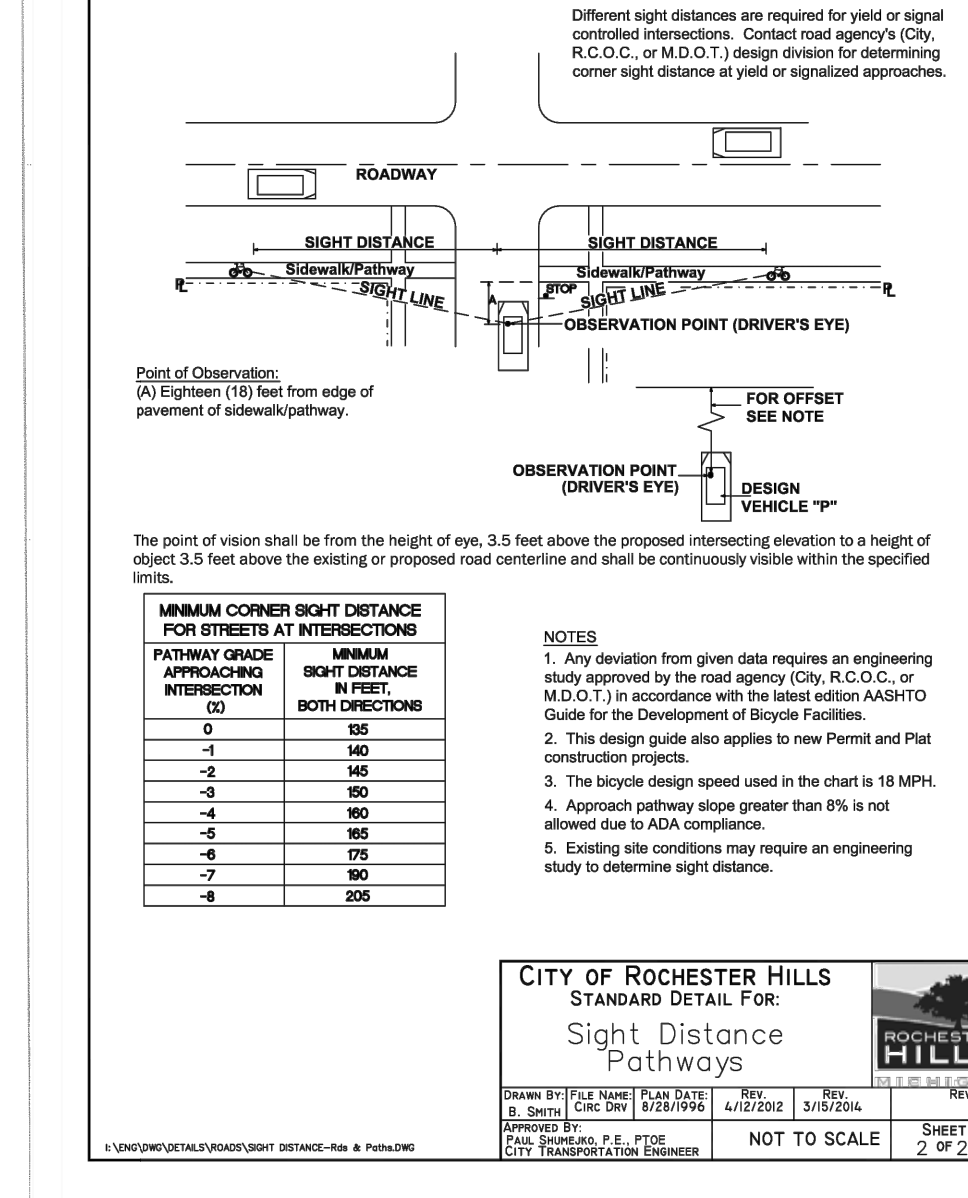 Different sight distances are required for yield or signal
controlled intersections. Contact road agency's (City,
R.C.O.C., or M.D.O.T.) design division for determining
corner sight distance at yield or signalized approaches.
ROADWAY
SIGHT DISTANCE
SIGHT DISTANCE
Sidewalk/Pathway
Sidewalk/Pathway
PL
SIGHT LINE
A
STOP
SIGHT LINE
PL
OBSERVATION POINT (DRIVER'S EYE)
Point of Observation:
(A) Eighteen (18) feet from edge of
pavement of sidewalk/pathway.
FOR OFFSET
SEE NOTE
OBSERVATION POINT
(DRIVER'S EYE)
DESIGN
VEHICLE "P"
The point of vision shall be from the height of eye, 3.5 feet above the proposed intersecting elevation to a height of
object 3.5 feet above the existing or proposed road centerline and shall be continuously visible within the specified
limits.
MINIMUM CORNER SIGHT DISTANCE
FOR STREETS AT INTERSECTIONS
PATHWAY GRADE
APPROACHING
INTERSECTION
(%)
MINIMUM
SIGHT DISTANCE
IN FEET,
BOTH DIRECTIONS
0 135
-1 140
-2 145
-3 150
-4 160
-5 165
-6 175
-7 190
-8 205
NOTES
1. Any deviation from given data requires an engineering
study approved by the road agency (City, R.C.O.C., or
M.D.O.T.) in accordance with the latest edition AASHTO
Guide for the Development of Bicycle Facilities.
2. This design guide also applies to new Permit and Plat
construction projects.
3. The bicycle design speed used in the chart is 18 MPH.
4. Approach pathway slope greater than 8% is not
allowed due to ADA compliance.
5. Existing site conditions may require an engineering
study to determine sight distance.
CITY OF ROCHESTER HILLS
STANDARD DETAIL FOR:
Sight Distance
Pathways
ROCHEST
HILL
MICHIG
DRAWN BY:
B. SMITH
FILE NAME:
CIRC DRV
PLAN DATE:
8/28/1996
REV.
4/12/2012
REV.
3/15/2014
REV
APPROVED BY:
PAUL SHUMEJKO, P.E., PTOE
CITY TRANSPORTATION ENGINEER
NOT TO SCALE
SHEET
2 OF 2
I:\ENG\DWG\DETAILS\ROADS\SIGHT DISTANCE-Rds & Paths.DWG